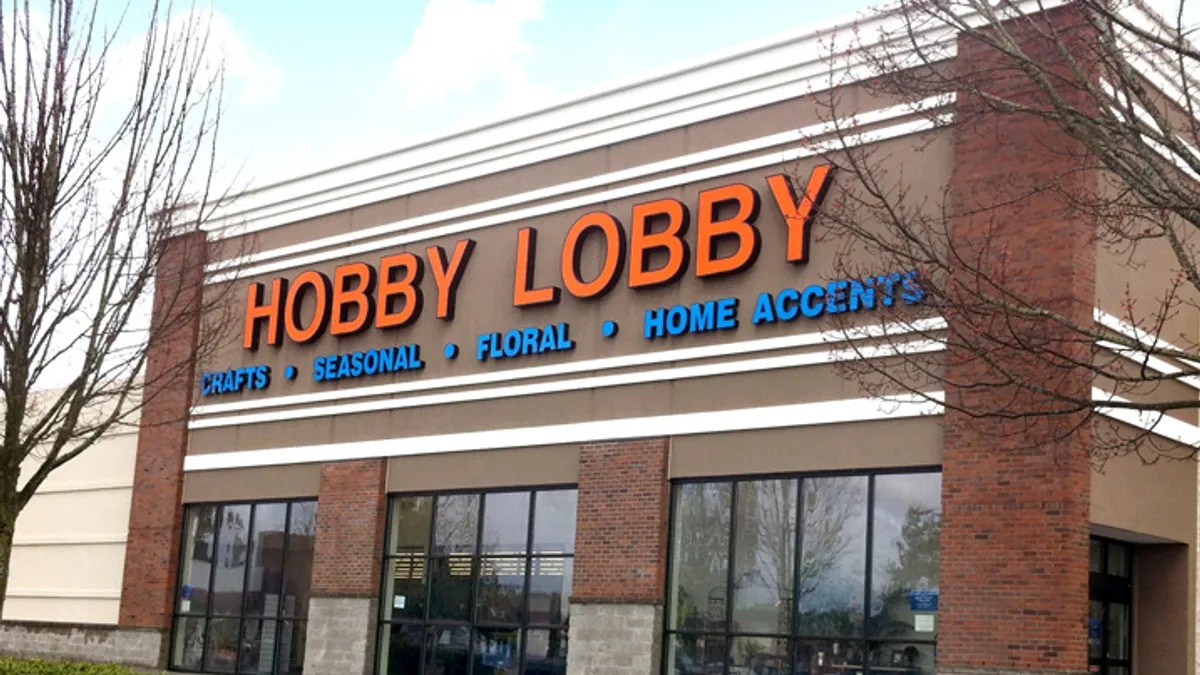 HOBBY LOBBY
CRAFTS • SEASONAL • FLORAL • HOME ACCENTS